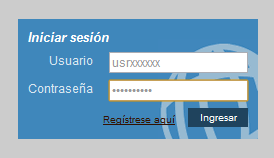 Iniciar sesión
Usuario usrxxxxxx
Contraseña ••••••••••
Regístrese aquí Ingresar